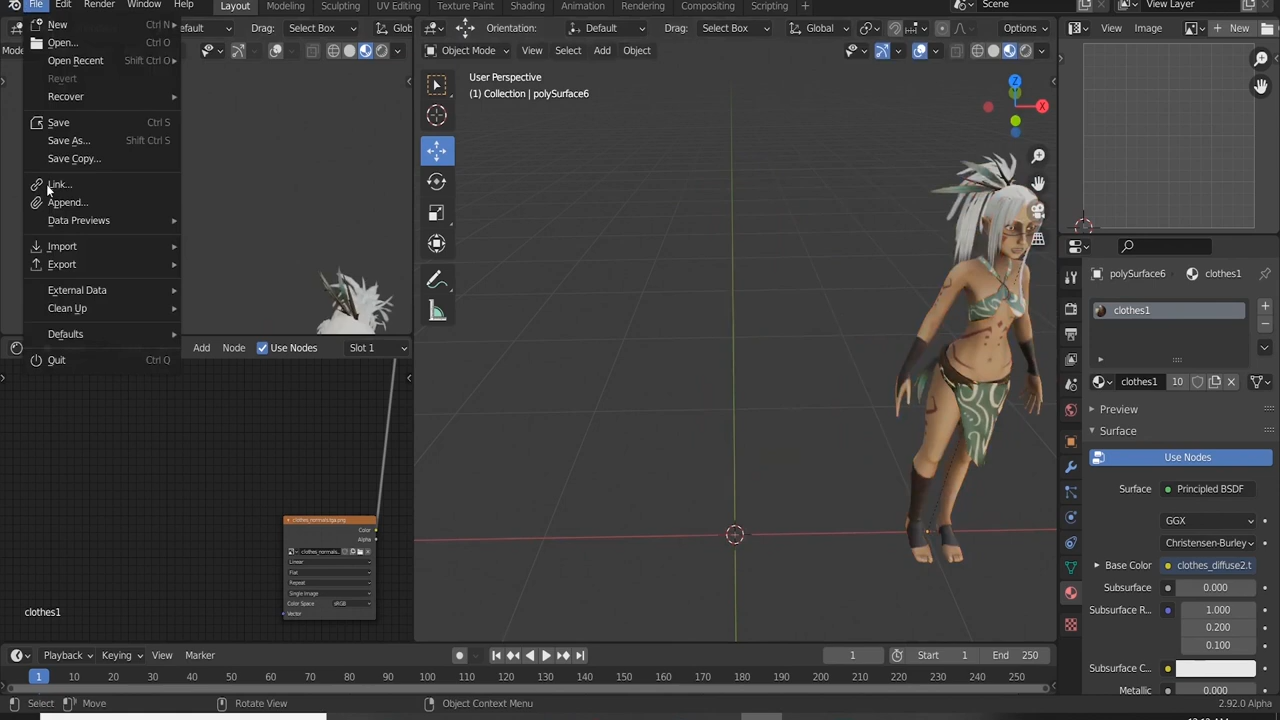 File Edit Render Window Help Layout Modeling Sculpting UV Editing Texture Paint Shading Animation Rendering Compositing Scripting Scene View Layer
New Ctrl N
Open... Ctrl O
Open Recent Shift Ctrl O
Revert
Recover
Save Ctrl S
Save As... Shift Ctrl S
Save Copy...
Link...
Append...
Data Previews
Import
Export
External Data
Clean Up
Defaults
Quit Ctrl Q
Drag: Select Box Global
Orientation: Default Drag: Select Box Global Options
Object Mode View Select Add Object
User Perspective
(1) Collection | polySurface6
Z
X
View Image New
Add Node Use Nodes Slot 1
clothes_normals.tga.png
Color
Alpha
clothes_normals...
Linear
Flat
Repeat
Single Image
Color Space sRGB
Vector
clothes1
polySurface6 clothes1
clothes1
clothes1 10
Preview
Surface
Use Nodes
Surface Principled BSDF
GGX
Christensen-Burley
Base Color clothes_diffuse2.t
Subsurface 0.000
Subsurface R... 1.000
0.200
0.100
Subsurface C...
Metallic 0.000
Playback Keying View Marker 1 Start 1 End 250
1 10 20 30 40 50 60 70 80 90 100 110 120 130 140 150 160 170 180 190 200 210 220 230 240 250
Select Move Rotate View Object Context Menu 2.92.0 Alpha